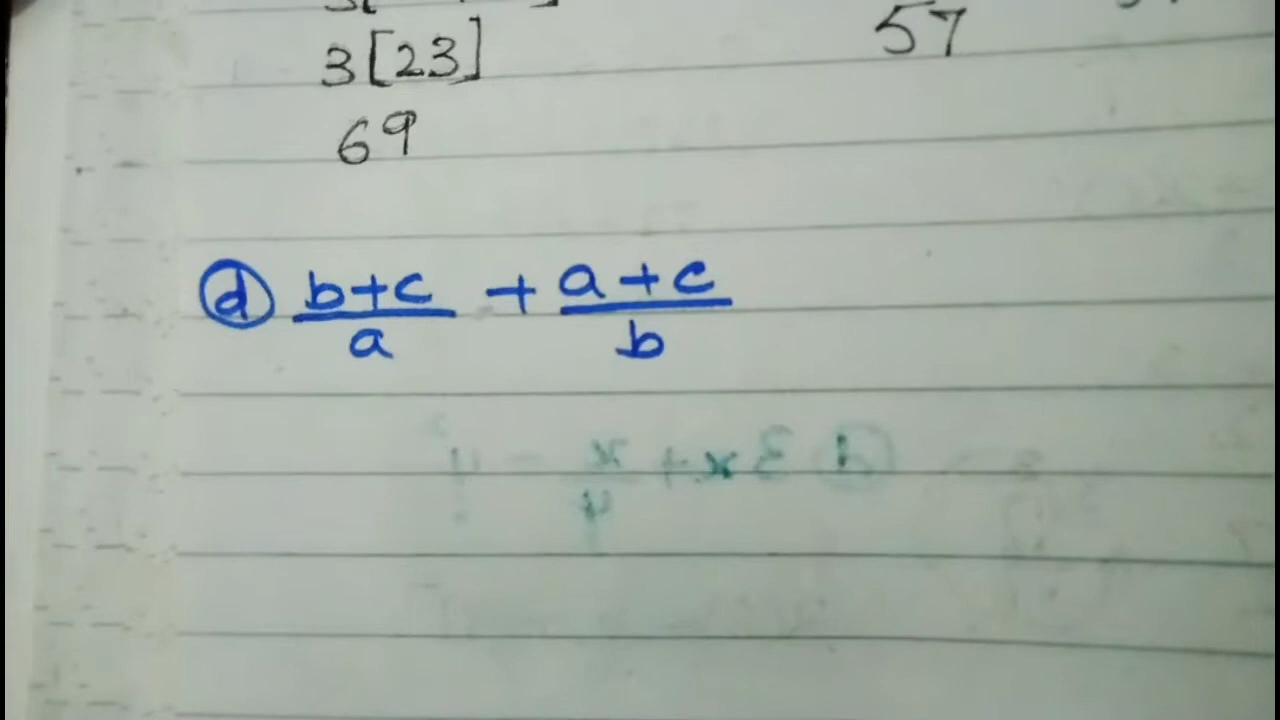 3[23]
57
69
ⓓ b+c/a + a+c/b